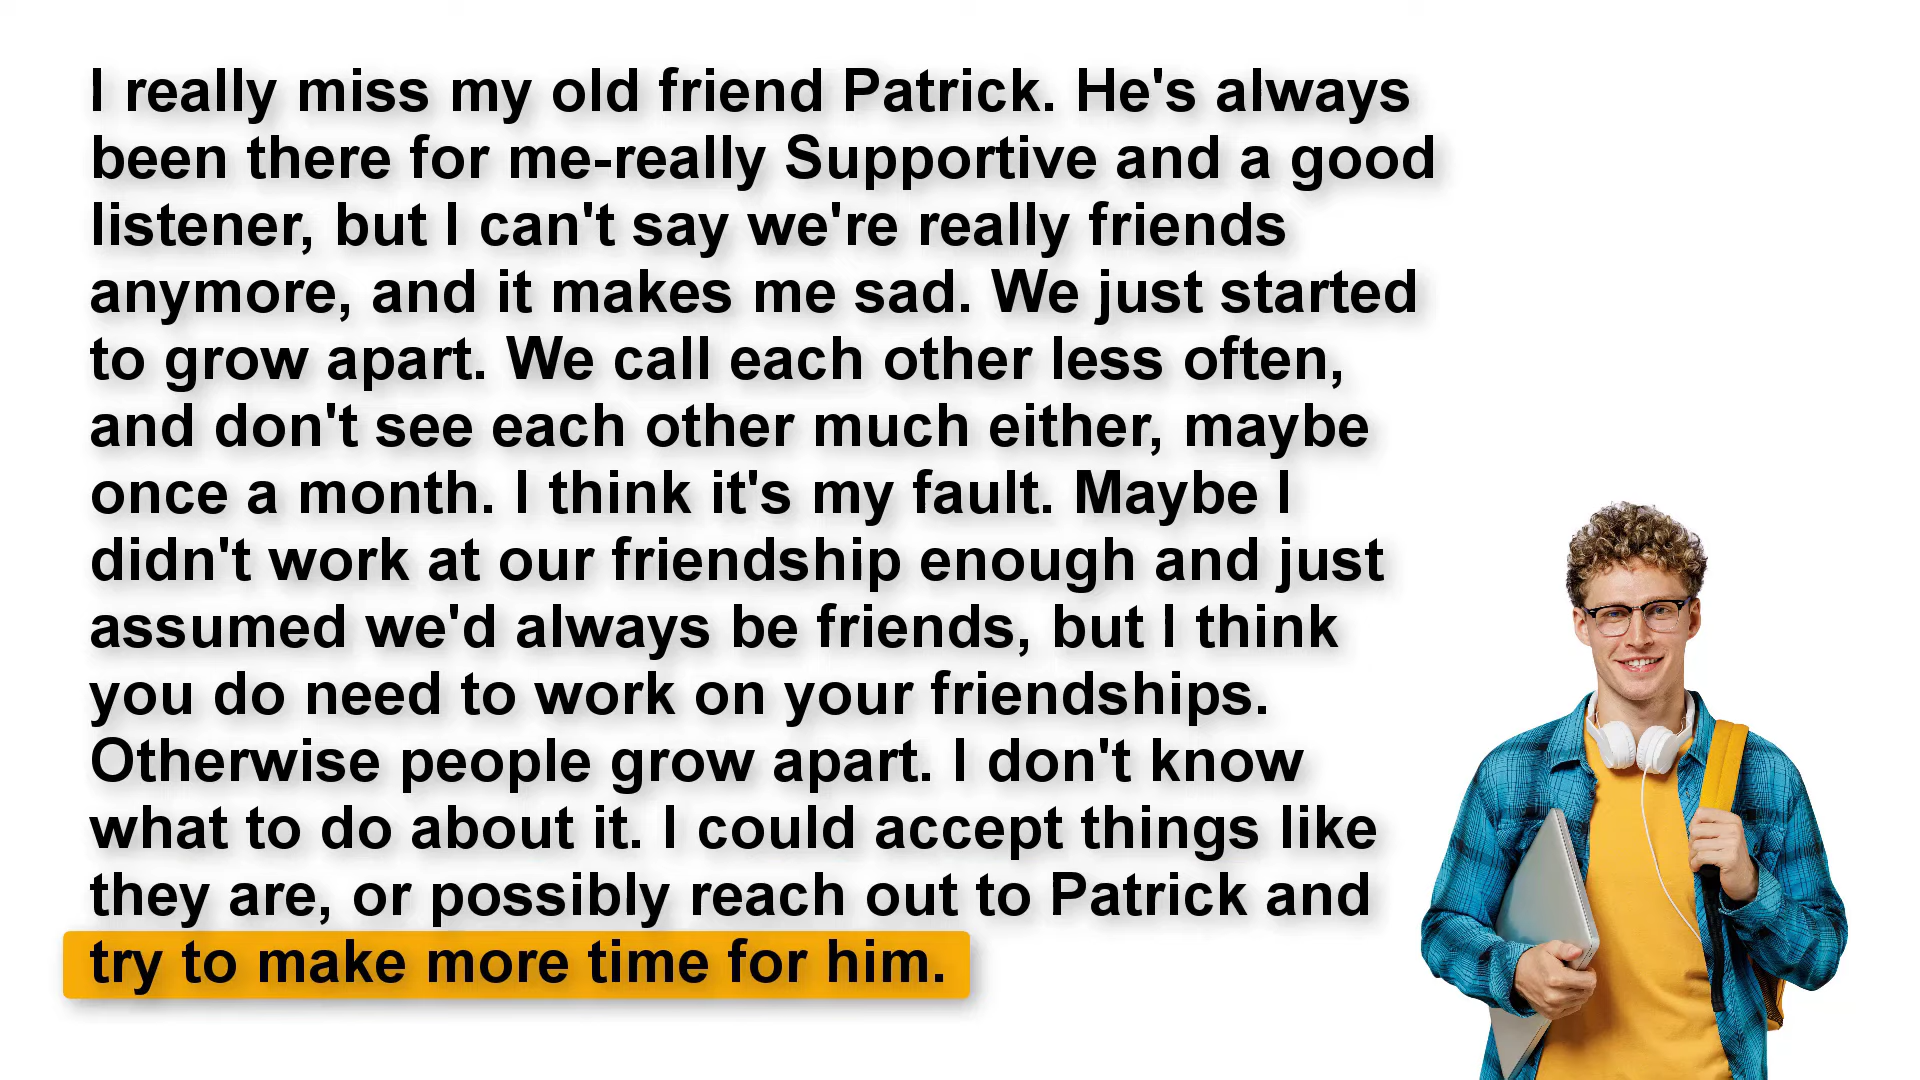 I really miss my old friend Patrick. He's always
been there for me-really Supportive and a good
listener, but I can't say we're really friends
anymore, and it makes me sad. We just started
to grow apart. We call each other less often,
and don't see each other much either, maybe
once a month. I think it's my fault. Maybe I
didn't work at our friendship enough and just
assumed we'd always be friends, but I think
you do need to work on your friendships.
Otherwise people grow apart. I don't know
what to do about it. I could accept things like
they are, or possibly reach out to Patrick and
try to make more time for him.